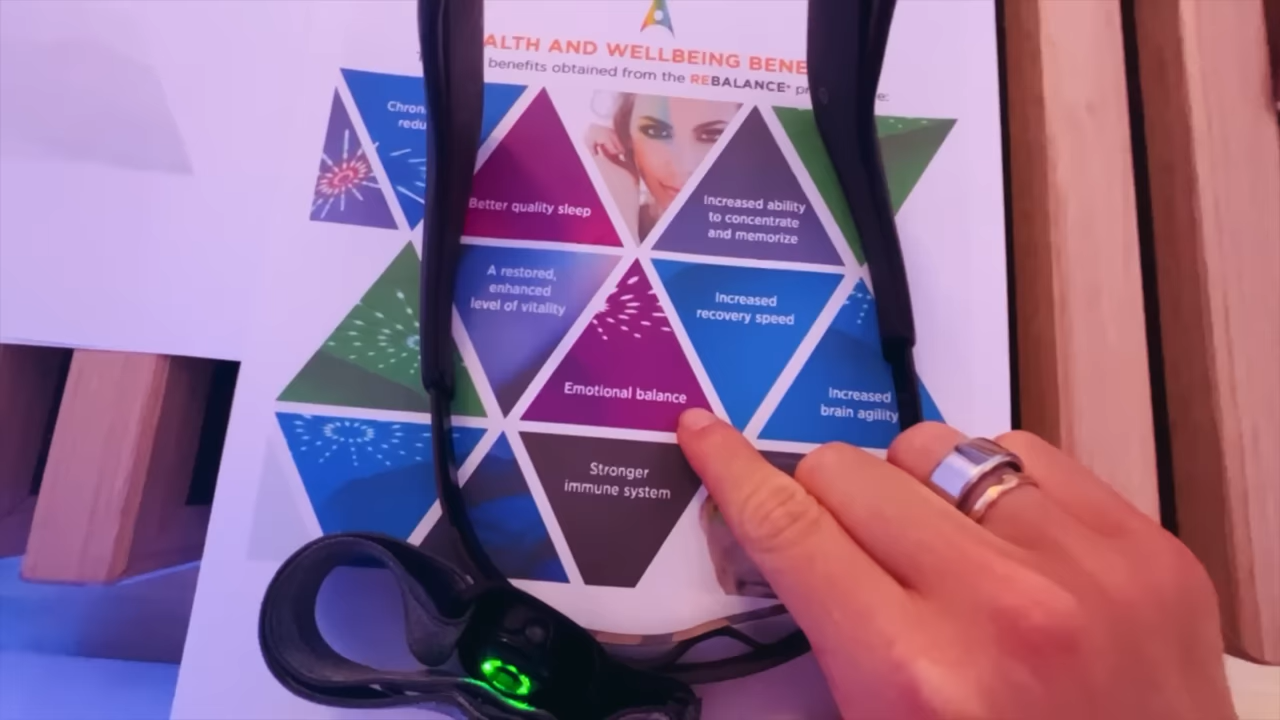 ALTH AND WELLBEING BENE
benefits obtained from the REBALANCE® pr e:
Chron
redu
Better quality sleep
Increased ability
to concentrate
and memorize
A restored,
enhanced
level of vitality
Increased
recovery speed
Emotional balance
Increased
brain agility
Stronger
immune system